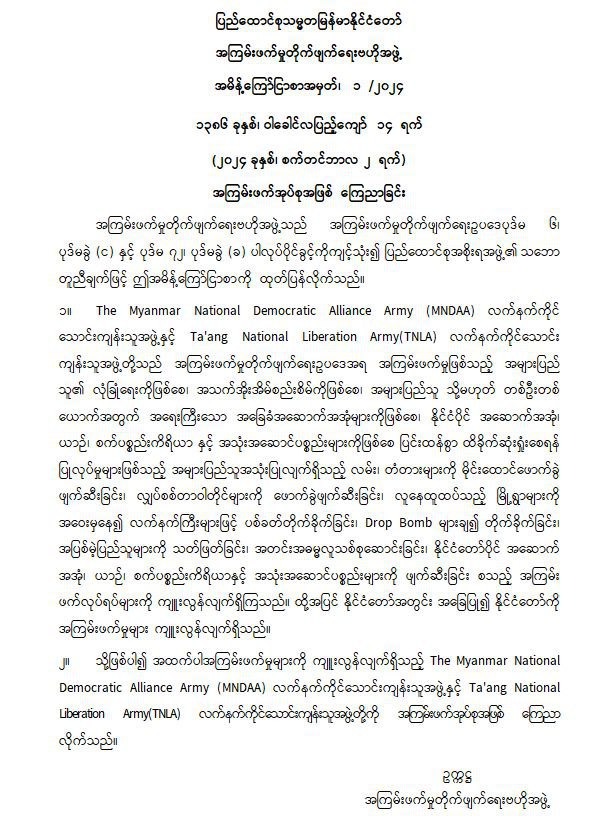 ပြည်ထောင်စုသမ္မတမြန်မာနိုင်ငံတော်
အကြမ်းဖက်မှုတိုက်ဖျက်ရေးဗဟိုအဖွဲ့
အမိန့်ကြော်ငြာစာအမှတ်၊ ၁ /၂၀၂၄
၁၃၈၆ ခုနှစ်၊ ဝါခေါင်လပြည့်ကျော် ၁၄ ရက်
(၂၀၂၄ ခုနှစ်၊ စက်တင်ဘာလ ၂ ရက်)
အကြမ်းဖက်အုပ်စုအဖြစ် ကြေညာခြင်း
အကြမ်းဖက်မှုတိုက်ဖျက်ရေးဗဟိုအဖွဲ့သည် အကြမ်းဖက်မှုတိုက်ဖျက်ရေးဥပဒေပုဒ်မ ၆၊
ပုဒ်မခွဲ (င) နှင့် ပုဒ်မ ၇၂၊ ပုဒ်မခွဲ (ခ) ပါလုပ်ပိုင်ခွင့်ကိုကျင့်သုံး၍ ပြည်ထောင်စုအစိုးရအဖွဲ့၏ သဘော
တူညီချက်ဖြင့် ဤအမိန့်ကြော်ငြာစာကို ထုတ်ပြန်လိုက်သည်။
၁။ The Myanmar National Democratic Alliance Army (MNDAA) လက်နက်ကိုင်
သောင်းကျန်းသူအဖွဲ့နှင့် Ta'ang National Liberation Army(TNLA) လက်နက်ကိုင်သောင်း
ကျန်းသူအဖွဲ့တို့သည် အကြမ်းဖက်မှုတိုက်ဖျက်ရေးဥပဒေအရ အကြမ်းဖက်မှုဖြစ်သည့် အများပြည်
သူ၏ လုံခြုံရေးကိုဖြစ်စေ၊ အသက်အိုးအိမ်စည်းစိမ်ကိုဖြစ်စေ၊ အများပြည်သူ သို့မဟုတ် တစ်ဦးတစ်
ယောက်အတွက် အရေးကြီးသော အခြေခံအဆောက်အအုံများကိုဖြစ်စေ၊ နိုင်ငံပိုင် အဆောက်အအုံ၊
ယာဉ်၊ စက်ပစ္စည်းကိရိယာ နှင့် အသုံးအဆောင်ပစ္စည်းများကိုဖြစ်စေ ပြင်းထန်စွာ ထိခိုက်ဆုံးရှုံးစေရန်
ပြုလုပ်မှုများဖြစ်သည့် အများပြည်သူအသုံးပြုလျက်ရှိသည့် လမ်း၊ တံတားများကို မိုင်းထောင်ဖောက်ခွဲ
ဖျက်ဆီးခြင်း၊ လျှပ်စစ်တာဝါတိုင်များကို ဖောက်ခွဲဖျက်ဆီးခြင်း၊ လူနေထူထပ်သည့် မြို့ရွာများကို
အဝေးမှနေ၍ လက်နက်ကြီးများဖြင့် ပစ်ခတ်တိုက်ခိုက်ခြင်း၊ Drop Bomb များချ၍ တိုက်ခိုက်ခြင်း၊
အပြစ်မဲ့ပြည်သူများကို သတ်ဖြတ်ခြင်း၊ အတင်းအဓမ္မလူသစ်စုဆောင်းခြင်း၊ နိုင်ငံတော်ပိုင် အဆောက်
အအုံ၊ ယာဉ်၊ စက်ပစ္စည်းကိရိယာနှင့် အသုံးအဆောင်ပစ္စည်းများကို ဖျက်ဆီးခြင်း စသည့် အကြမ်း
ဖက်လုပ်ရပ်များကို ကျူးလွန်လျက်ရှိကြသည်။ ထို့အပြင် နိုင်ငံတော်အတွင်း အခြေပြု၍ နိုင်ငံတော်ကို
အကြမ်းဖက်မှုများ ကျူးလွန်လျက်ရှိသည်။
၂။ သို့ဖြစ်ပါ၍ အထက်ပါအကြမ်းဖက်မှုများကို ကျူးလွန်လျက်ရှိသည့် The Myanmar National
Democratic Alliance Army (MNDAA) လက်နက်ကိုင်သောင်းကျန်းသူအဖွဲ့နှင့် Ta'ang National
Liberation Army(TNLA) လက်နက်ကိုင်သောင်းကျန်းသူအဖွဲ့တို့ကို အကြမ်းဖက်အုပ်စုအဖြစ် ကြေညာ
လိုက်သည်။
ဥက္ကဋ္ဌ
အကြမ်းဖက်မှုတိုက်ဖျက်ရေးဗဟိုအဖွဲ့